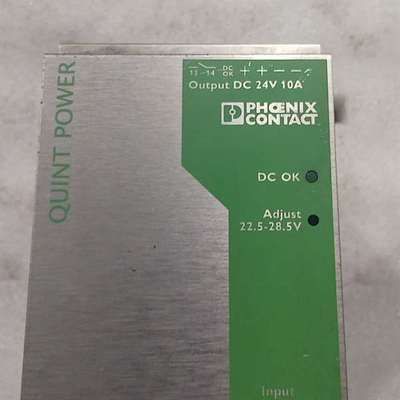 QUINT POWER
13 14 DC OK + + − −
Output DC 24V 10A
PHŒNIX
CONTACT
DC OK
Adjust
22.5-28.5V
Input